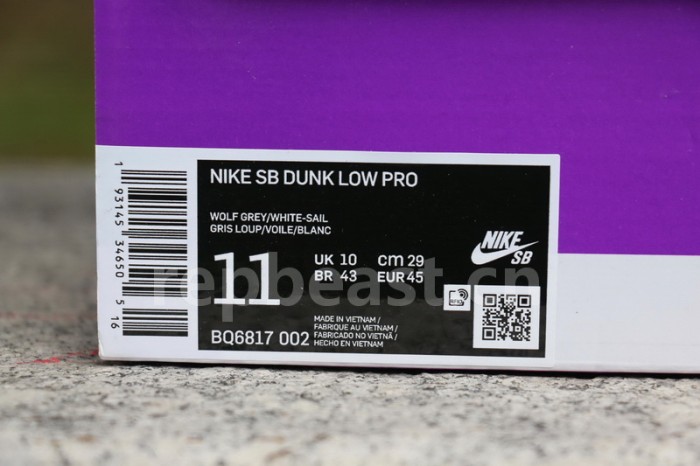 NIKE SB DUNK LOW PRO
WOLF GREY/WHITE-SAIL
GRIS LOUP/VOILE/BLANC
11
UK 10 CM 29
BR 43 EUR 45
BQ6817 002
MADE IN VIETNAM /
FABRIQUÉ AU VIETNAM /
FABRICADO NO VIETNÃ /
HECHO EN VIETNAM
NIKE
SB
RFID
1 93145 34650 5 16
repbeast.cn